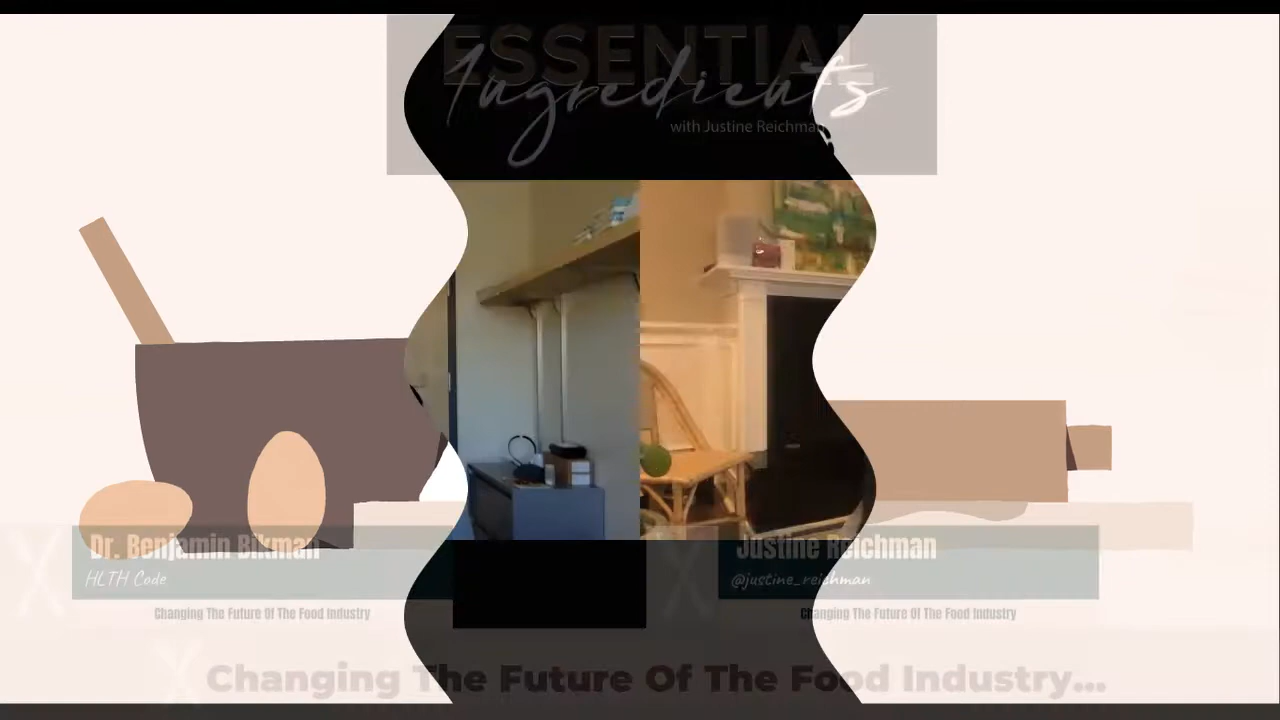 ESSENTIAL
Ingredients
with Justine Reichman
Dr. Benjamin Bikman
HLTH Code
Changing The Future Of The Food Industry
Justine Reichman
@justine_reichman
Changing The Future Of The Food Industry
Changing The Future Of The Food Industry...